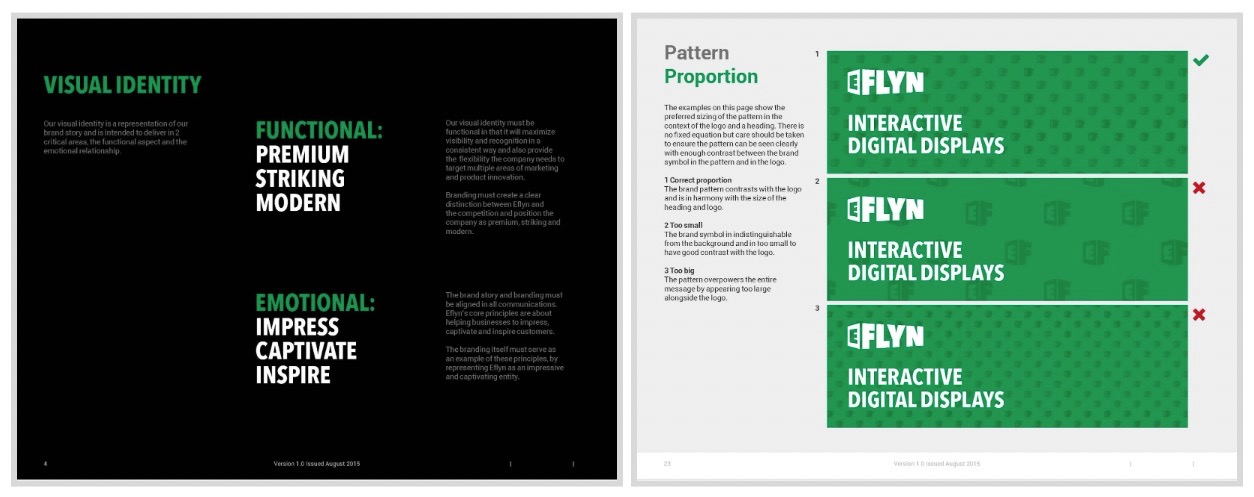 VISUAL IDENTITY
Our visual identity is a representation of our
brand story and is intended to deliver in 2
critical areas, the functional aspect and the
emotional relationship.
FUNCTIONAL:
PREMIUM
STRIKING
MODERN
Our visual identity must be
functional in that it will maximize
visibility and recognition in a
consistent way and also provide
the flexibility the company needs to
target multiple areas of marketing
and product innovation.
Branding must create a clear
distinction between Eflyn and
the competition and position the
company as premium, striking and
modern.
EMOTIONAL:
IMPRESS
CAPTIVATE
INSPIRE
The brand story and branding must
be aligned in all communications.
Eflyn's core principles are about
helping businesses to impress,
captivate and inspire customers.
The branding itself must serve as
an example of these principles, by
representing Eflyn as an impressive
and captivating entity.
4
Version 1.0 Issued August 2015
| |
Pattern
Proportion
The examples on this page show the
preferred sizing of the pattern in the
context of the logo and a heading. There is
no fixed equation but care should be taken
to ensure the pattern can be seen clearly
with enough contrast between the brand
symbol in the pattern and in the logo.
1 Correct proportion
The brand pattern contrasts with the logo
and is in harmony with the size of the
heading and logo.
2 Too small
The brand symbol in indistinguishable
from the background and in too small to
have good contrast with the logo.
3 Too big
The pattern overpowers the entire
message by appearing too large
alongside the logo.
1
EFLYN
INTERACTIVE
DIGITAL DISPLAYS
2
EFLYN
INTERACTIVE
DIGITAL DISPLAYS
3
EFLYN
INTERACTIVE
DIGITAL DISPLAYS
23
Version 1.0 Issued August 2015
| |